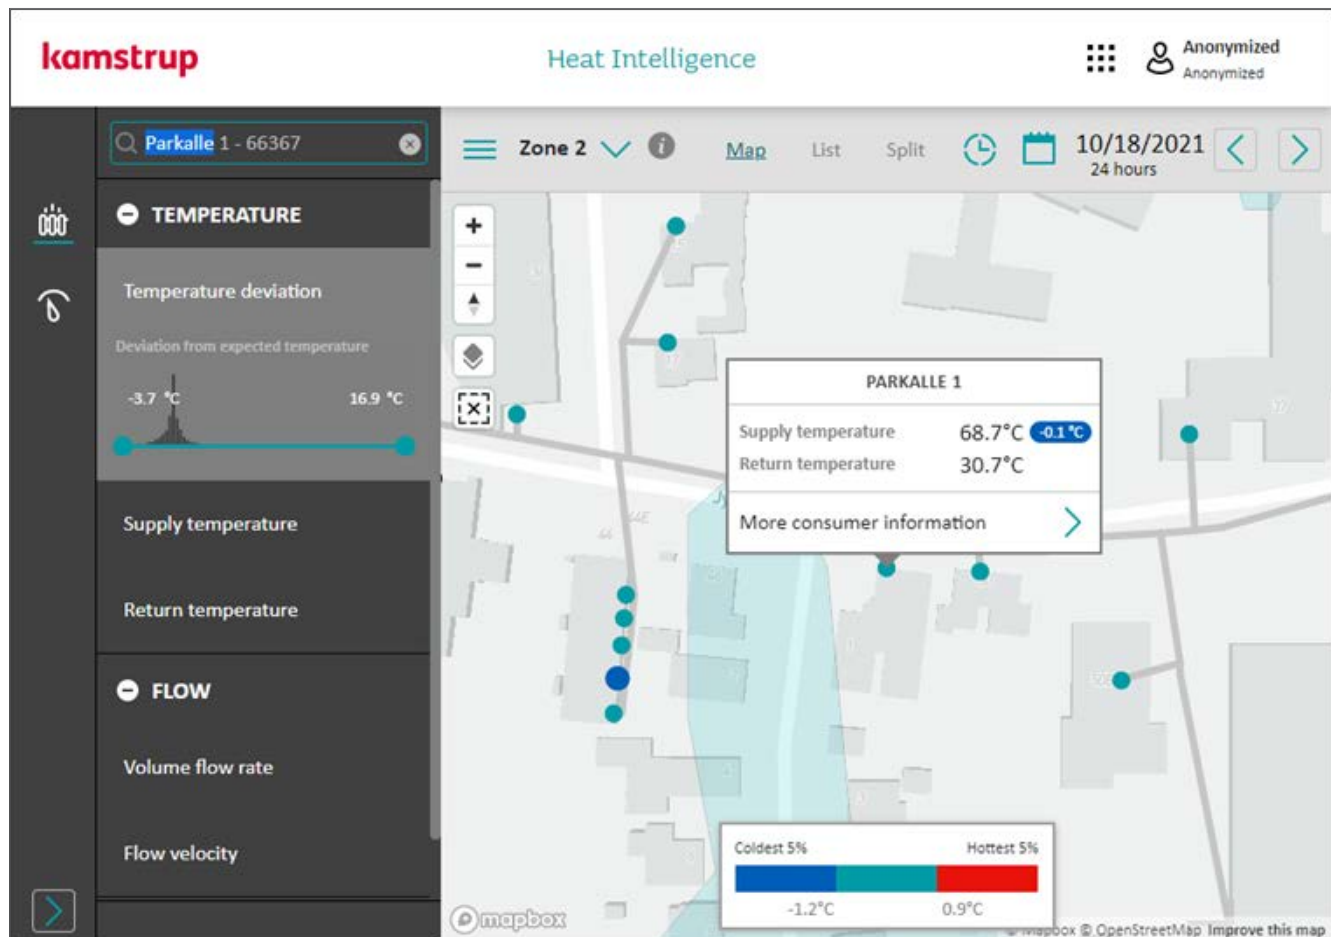 kamstrup
Heat Intelligence
Anonymized
Anonymized
Parkalle 1 - 66367
Zone 2
Map
List
Split
10/18/2021
24 hours
TEMPERATURE
Temperature deviation
Deviation from expected temperature
-3.7 °C
16.9 °C
Supply temperature
Return temperature
FLOW
Volume flow rate
Flow velocity
PARKALLE 1
Supply temperature 68.7°C -0.1 °C
Return temperature 30.7°C
More consumer information
44E
Coldest 5% Hottest 5%
-1.2°C 0.9°C
mapbox
© Mapbox © OpenStreetMap Improve this map